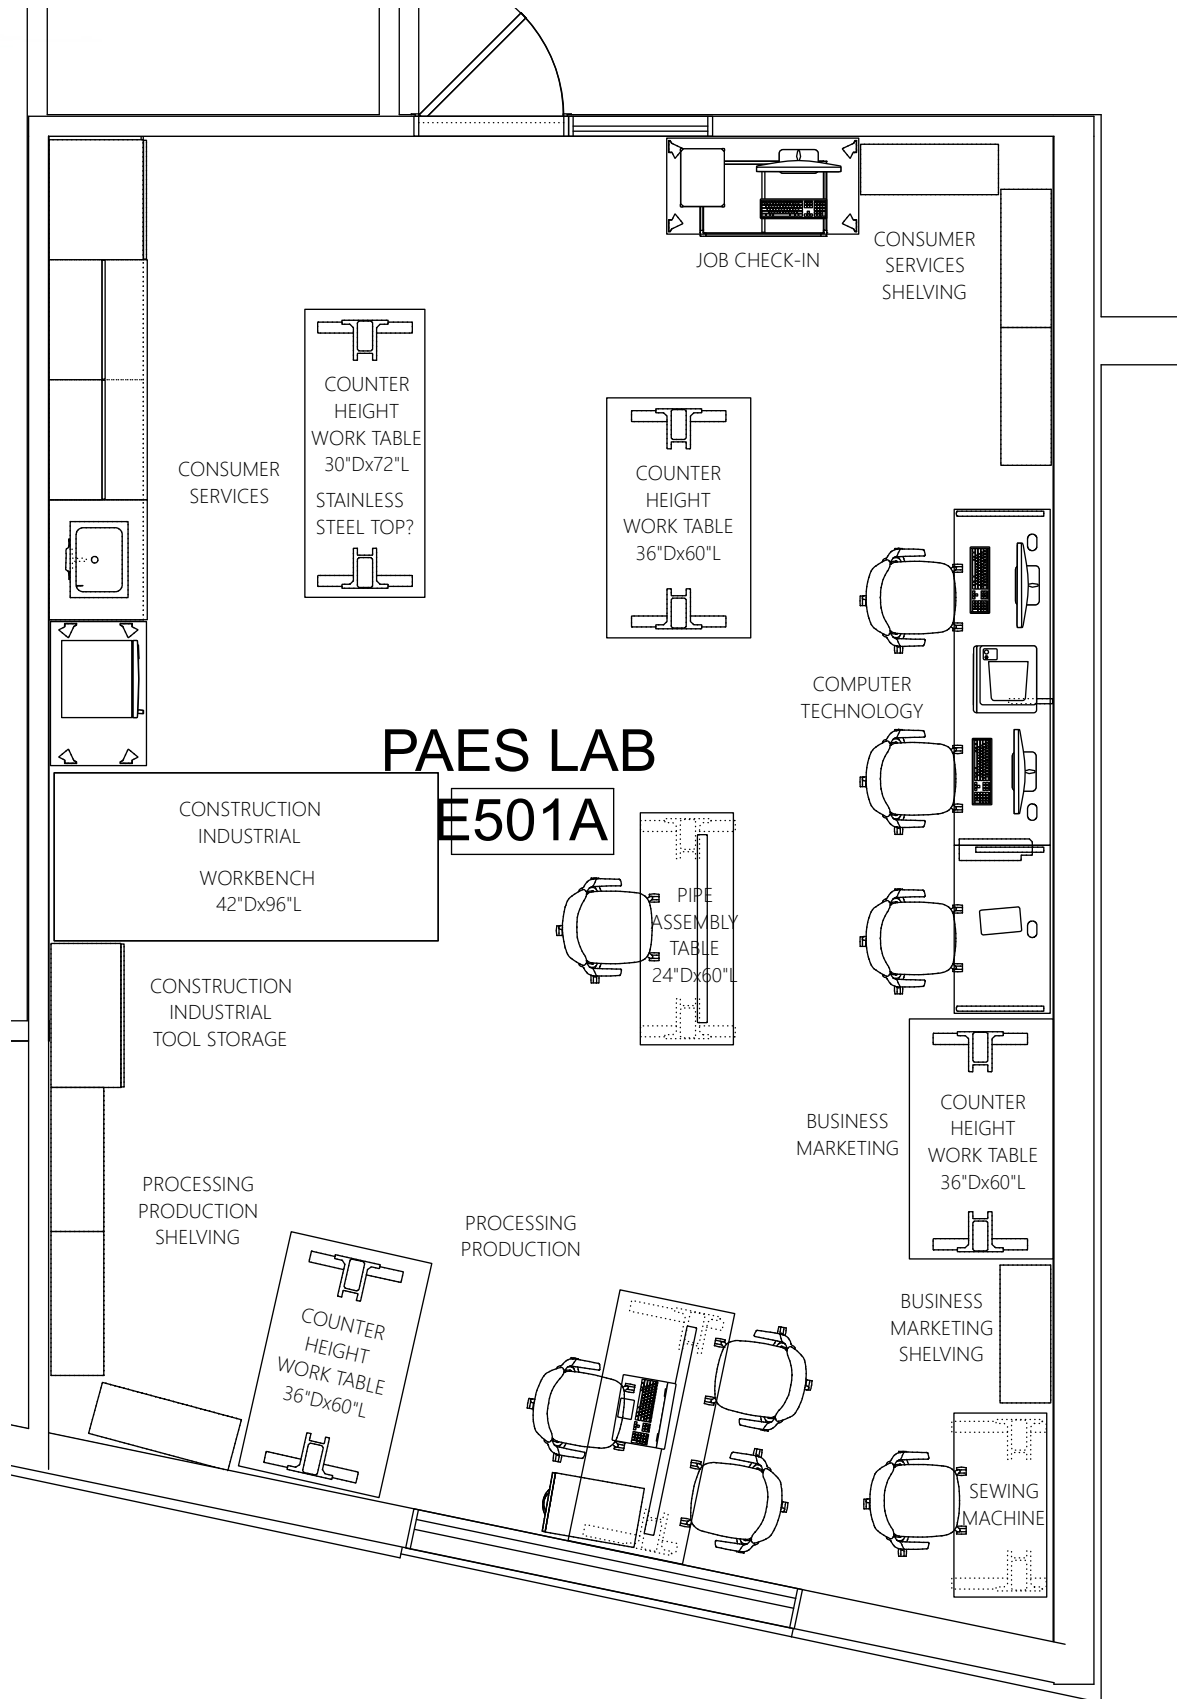 JOB CHECK-IN
CONSUMER
SERVICES
SHELVING
COUNTER
HEIGHT
WORK TABLE
30"Dx72"L
STAINLESS
STEEL TOP?
CONSUMER
SERVICES
COUNTER
HEIGHT
WORK TABLE
36"Dx60"L
COMPUTER
TECHNOLOGY
PAES LAB
E501A
CONSTRUCTION
INDUSTRIAL
WORKBENCH
42"Dx96"L
PIPE
ASSEMBLY
TABLE
24"Dx60"L
CONSTRUCTION
INDUSTRIAL
TOOL STORAGE
BUSINESS
MARKETING
COUNTER
HEIGHT
WORK TABLE
36"Dx60"L
PROCESSING
PRODUCTION
SHELVING
PROCESSING
PRODUCTION
COUNTER
HEIGHT
WORK TABLE
36"Dx60"L
BUSINESS
MARKETING
SHELVING
SEWING
MACHINE